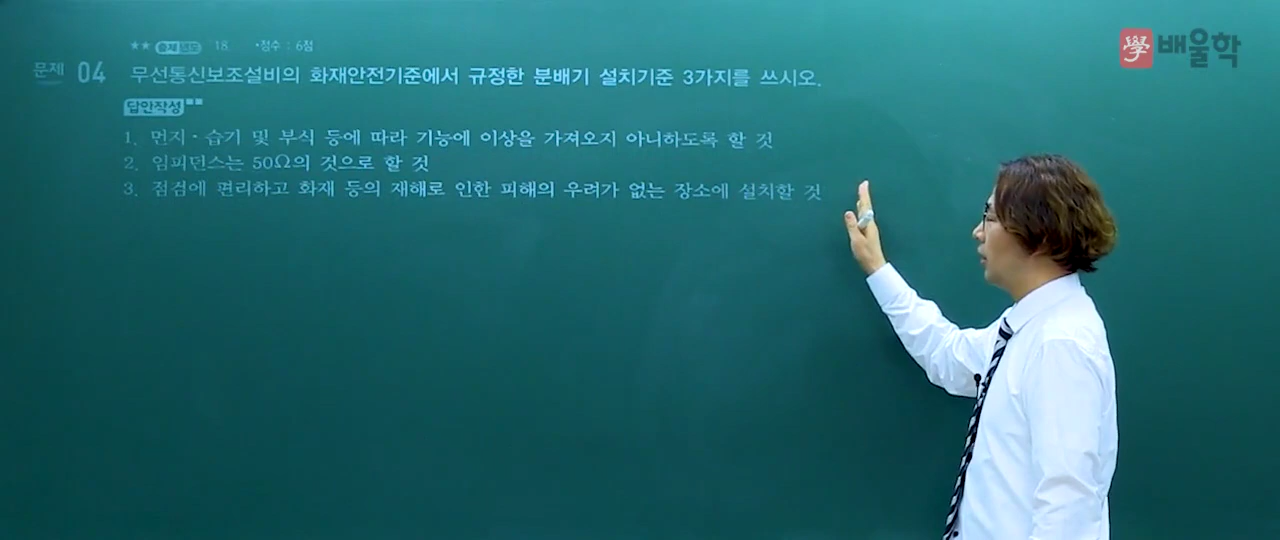 ★★ 출제연도 18 •점수 : 6점
學 배울학
문제 04 무선통신보조설비의 화재안전기준에서 규정한 분배기 설치기준 3가지를 쓰시오.
답안작성
1. 먼지·습기 및 부식 등에 따라 기능에 이상을 가져오지 아니하도록 할 것
2. 임피던스는 50Ω의 것으로 할 것
3. 점검에 편리하고 화재 등의 재해로 인한 피해의 우려가 없는 장소에 설치할 것